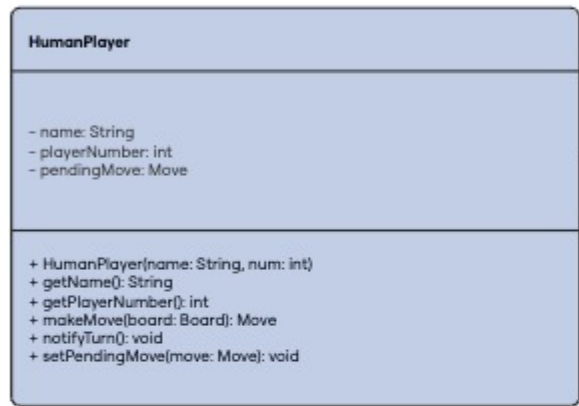 HumanPlayer
- name: String
- playerNumber: int
- pendingMove: Move
+ HumanPlayer(name: String, num: int)
+ getName(): String
+ getPlayerNumber(): int
+ makeMove(board: Board): Move
+ notifyTurn(): void
+ setPendingMove(move: Move): void